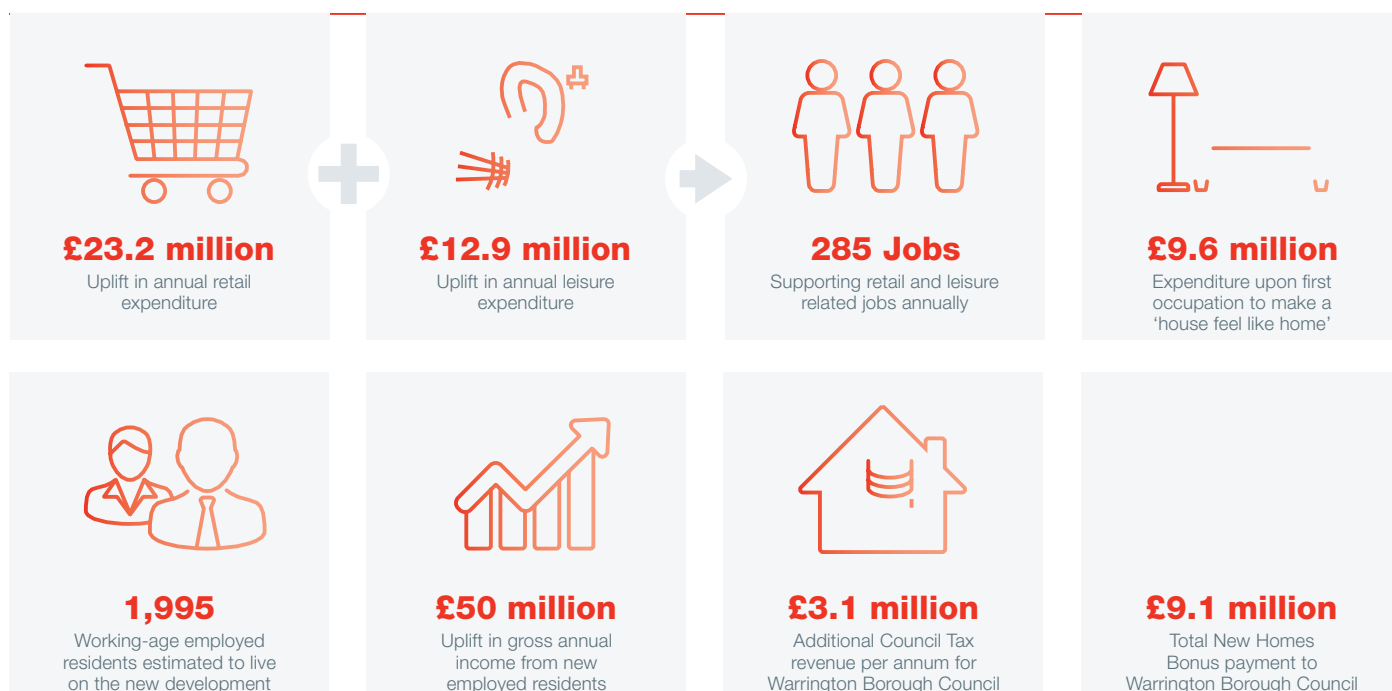 £23.2 million
Uplift in annual retail
expenditure
£12.9 million
Uplift in annual leisure
expenditure
285 Jobs
Supporting retail and leisure
related jobs annually
£9.6 million
Expenditure upon first
occupation to make a
‘house feel like home’
1,995
Working-age employed
residents estimated to live
on the new development
£50 million
Uplift in gross annual
income from new
employed residents
£3.1 million
Additional Council Tax
revenue per annum for
Warrington Borough Council
£9.1 million
Total New Homes
Bonus payment to
Warrington Borough Council